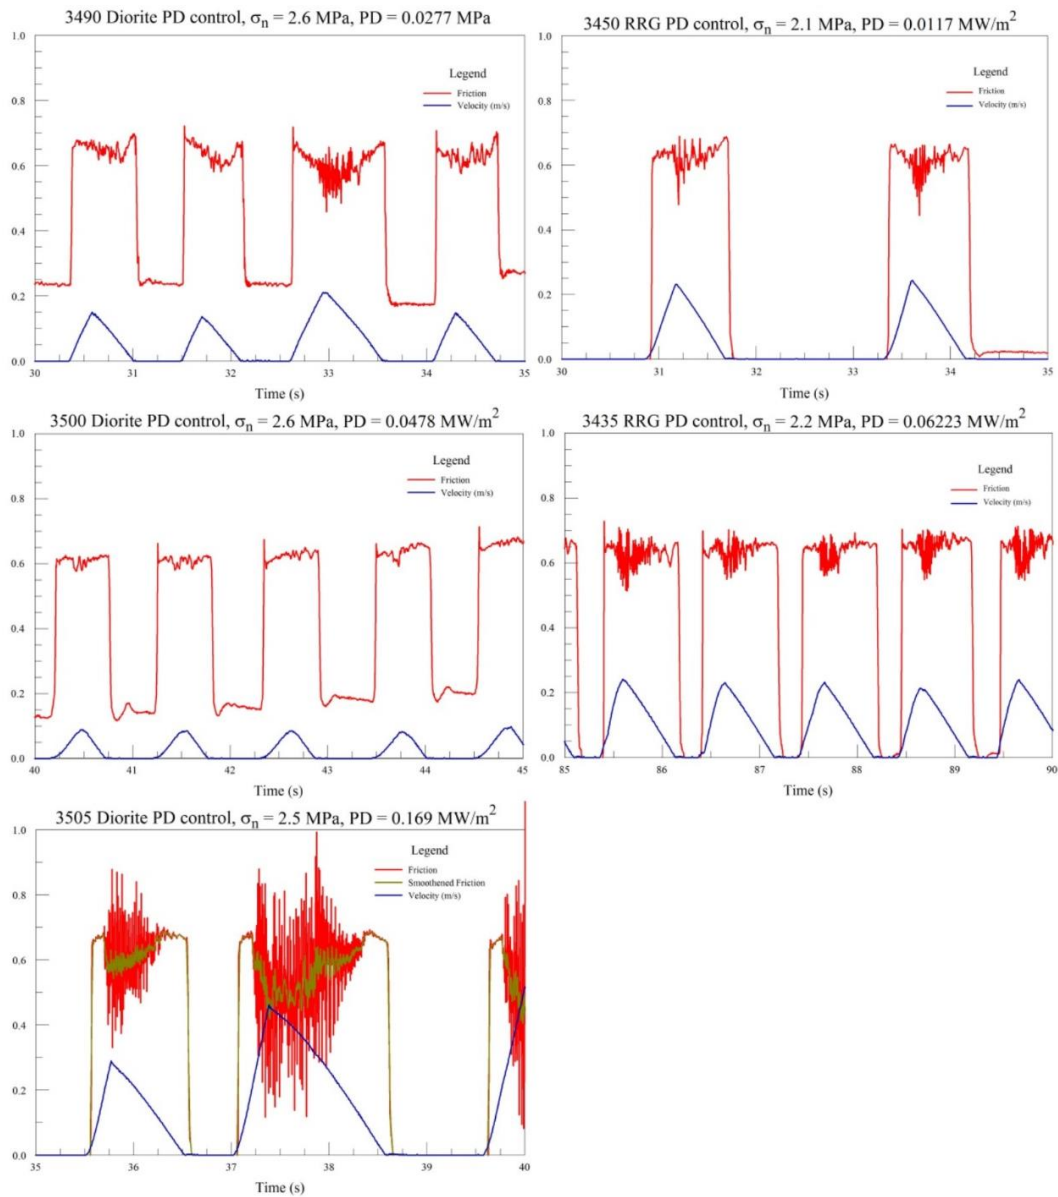 3490 Diorite PD control, σn = 2.6 MPa, PD = 0.0277 MPa
1.0
0.8
0.6
0.4
0.2
0.0
Legend
Friction
Velocity (m/s)
30 31 32 33 34 35
Time (s)
3450 RRG PD control, σn = 2.1 MPa, PD = 0.0117 MW/m²
1.0
0.8
0.6
0.4
0.2
0.0
Legend
Friction
Velocity (m/s)
30 31 32 33 34 35
Time (s)
3500 Diorite PD control, σn = 2.6 MPa, PD = 0.0478 MW/m²
1.0
0.8
0.6
0.4
0.2
0.0
Legend
Friction
Velocity (m/s)
40 41 42 43 44 45
Time (s)
3435 RRG PD control, σn = 2.2 MPa, PD = 0.06223 MW/m²
1.0
0.8
0.6
0.4
0.2
0.0
Legend
Friction
Velocity (m/s)
85 86 87 88 89 90
Time (s)
3505 Diorite PD control, σn = 2.5 MPa, PD = 0.169 MW/m²
1.0
0.8
0.6
0.4
0.2
0.0
Legend
Friction
Smoothened Friction
Velocity (m/s)
35 36 37 38 39 40
Time (s)